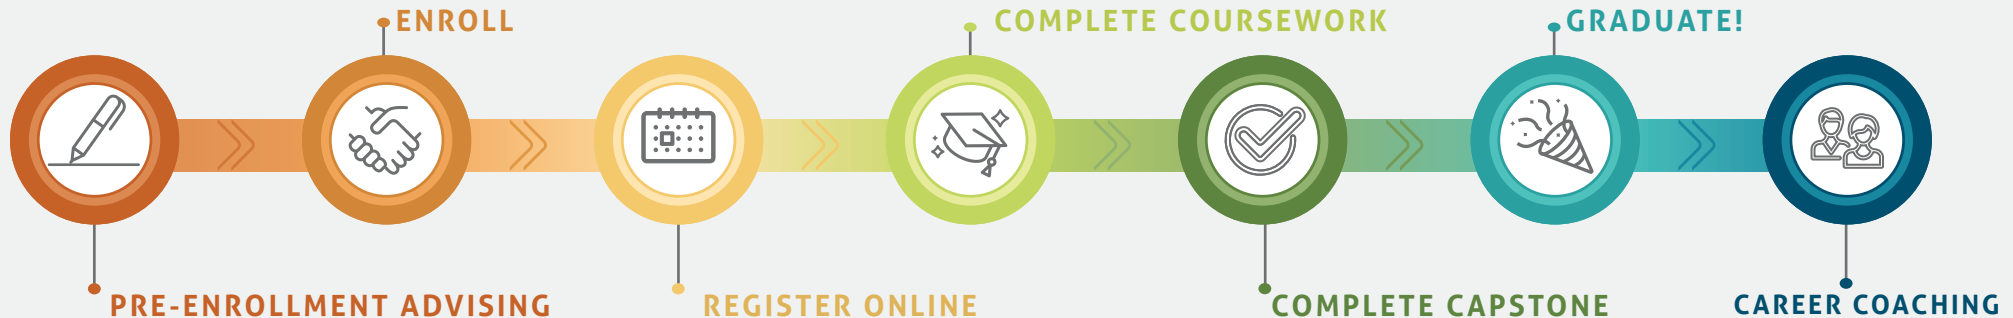 ENROLL
COMPLETE COURSEWORK
GRADUATE!
PRE-ENROLLMENT ADVISING
REGISTER ONLINE
COMPLETE CAPSTONE
CAREER COACHING